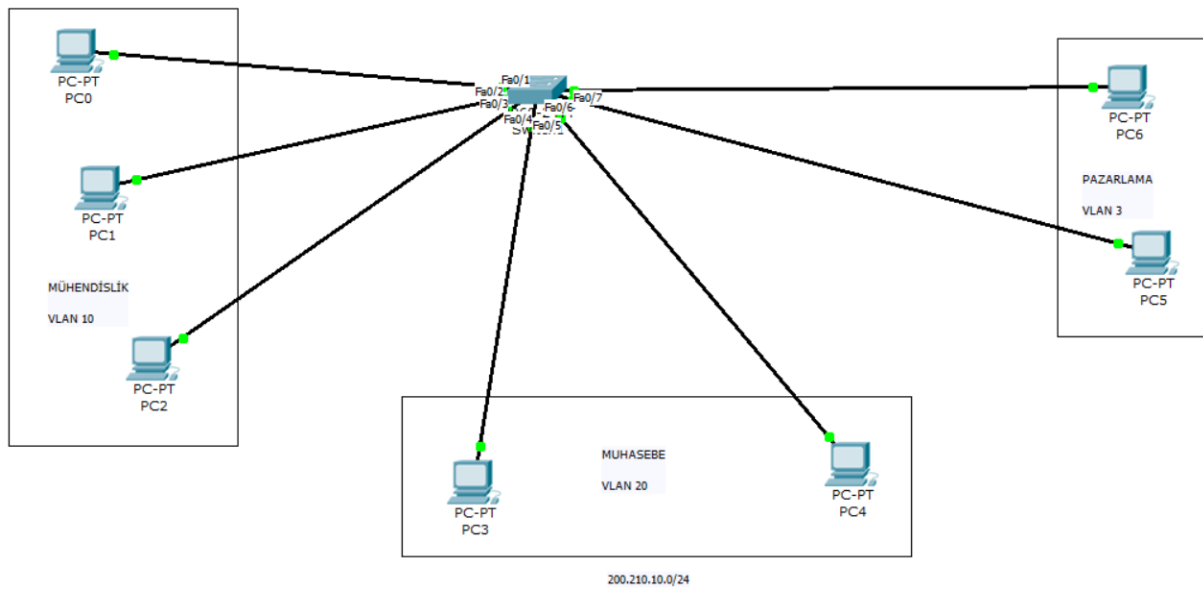 PC-PT
PC0
PC-PT
PC1
MÜHENDİSLİK
VLAN 10
PC-PT
PC2
Fa0/1
Fa0/2
Fa0/3
Fa0/4
Fa0/5
Fa0/6
Fa0/7
PC-PT
PC6
PAZARLAMA
VLAN 3
PC-PT
PC5
MUHASEBE
VLAN 20
PC-PT
PC3
PC-PT
PC4
200.210.10.0/24